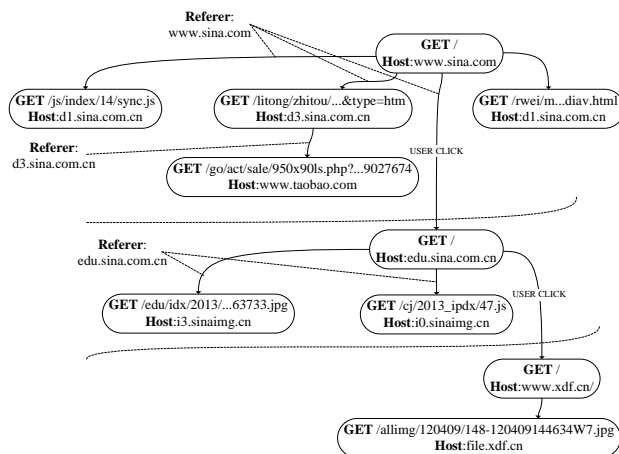 Referer:
www.sina.com
GET /
Host:www.sina.com
GET /js/index/14/sync.js
Host:d1.sina.com.cn
GET /litong/zhitou/...&type=htm
Host:d3.sina.com.cn
GET /rwei/m...diav.html
Host:d1.sina.com.cn
Referer:
d3.sina.com.cn
USER CLICK
GET /go/act/sale/950x90ls.php?...9027674
Host:www.taobao.com
Referer:
edu.sina.com.cn
GET /
Host:edu.sina.com.cn
GET /edu/idx/2013/...63733.jpg
Host:i3.sinaimg.cn
GET /cj/2013_ipdx/47.js
Host:i0.sinaimg.cn
USER CLICK
GET /
Host:www.xdf.cn/
GET /allimg/120409/148-120409144634W7.jpg
Host:file.xdf.cn